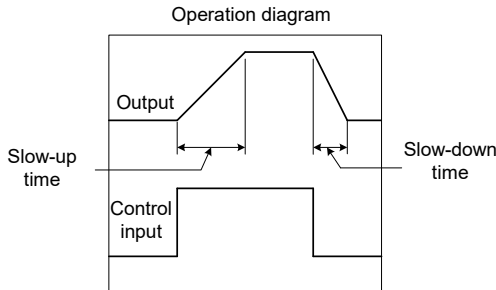 Operation diagram
Output
Slow-up
time
Slow-down
time
Control
input